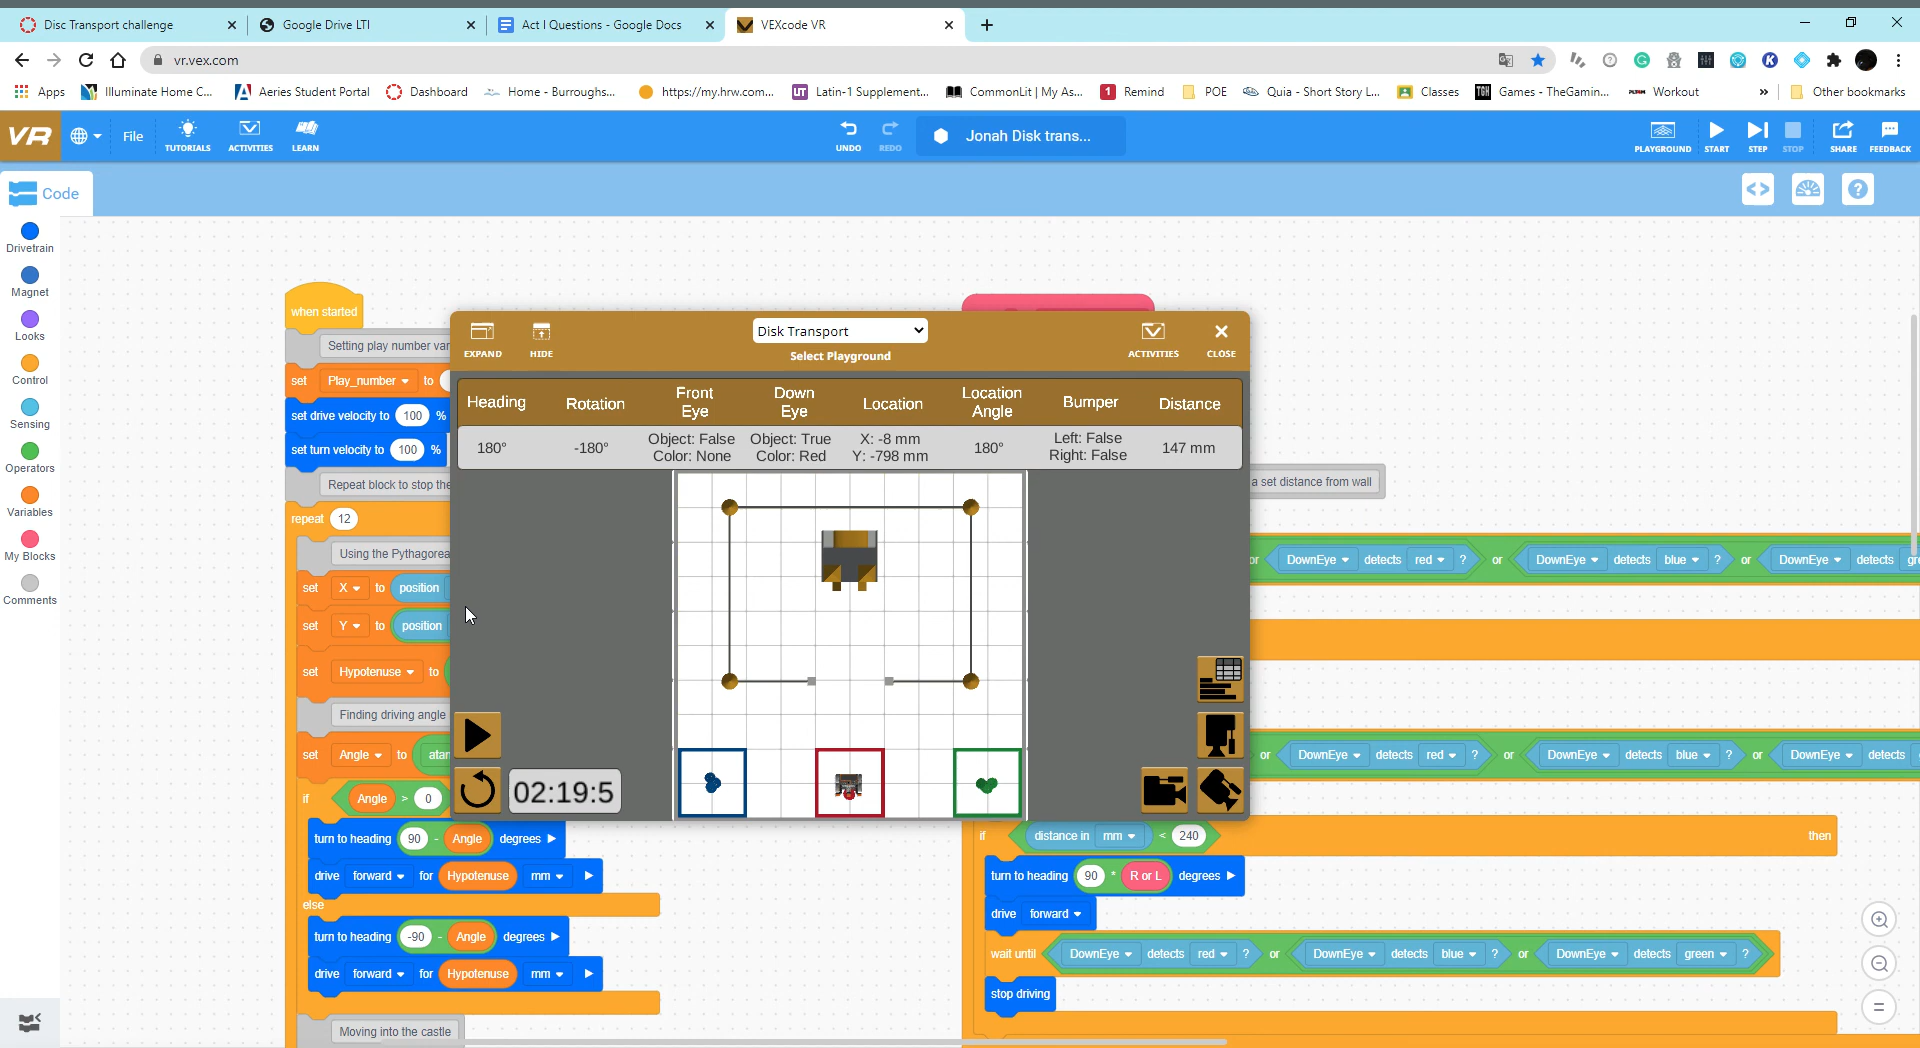 Disc Transport challenge
Google Drive LTI
Act I Questions - Google Docs
VEXcode VR
vr.vex.com
Apps
Illuminate Home C...
Aeries Student Portal
Dashboard
Home - Burroughs...
https://my.hrw.com...
Latin-1 Supplement...
CommonLit | My As...
Remind
POE
Quia - Short Story L...
Classes
Games - TheGamin...
Workout
Other bookmarks
VR
File
TUTORIALS
ACTIVITIES
LEARN
UNDO
REDO
Jonah Disk trans...
PLAYGROUND
START
STEP
STOP
SHARE
FEEDBACK
Code
Drivetrain
Magnet
Looks
Control
Sensing
Operators
Variables
My Blocks
Comments
when started
Setting play number var
set Play_number to
set drive velocity to 100 %
set turn velocity to 100 %
Repeat block to stop the
repeat 12
Using the Pythagorea
set X to position
set Y to position
set Hypotenuse to
Finding driving angle
set Angle to atan
if Angle > 0
turn to heading 90 - Angle degrees
drive forward for Hypotenuse mm
else
turn to heading -90 - Angle degrees
drive forward for Hypotenuse mm
Moving into the castle
EXPAND
HIDE
Disk Transport
Select Playground
ACTIVITIES
CLOSE
Heading Rotation Front Eye Down Eye Location Location Angle Bumper Distance
180° -180° Object: False Color: None Object: True Color: Red X: -8 mm Y: -798 mm 180° Left: False Right: False 147 mm
02:19:5
a set distance from wall
or DownEye detects red ? or DownEye detects blue ? or DownEye detects gr
or DownEye detects red ? or DownEye detects blue ? or DownEye detects
if distance in mm < 240 then
turn to heading 90 * R or L degrees
drive forward
wait until DownEye detects red ? or DownEye detects blue ? or DownEye detects green ?
stop driving